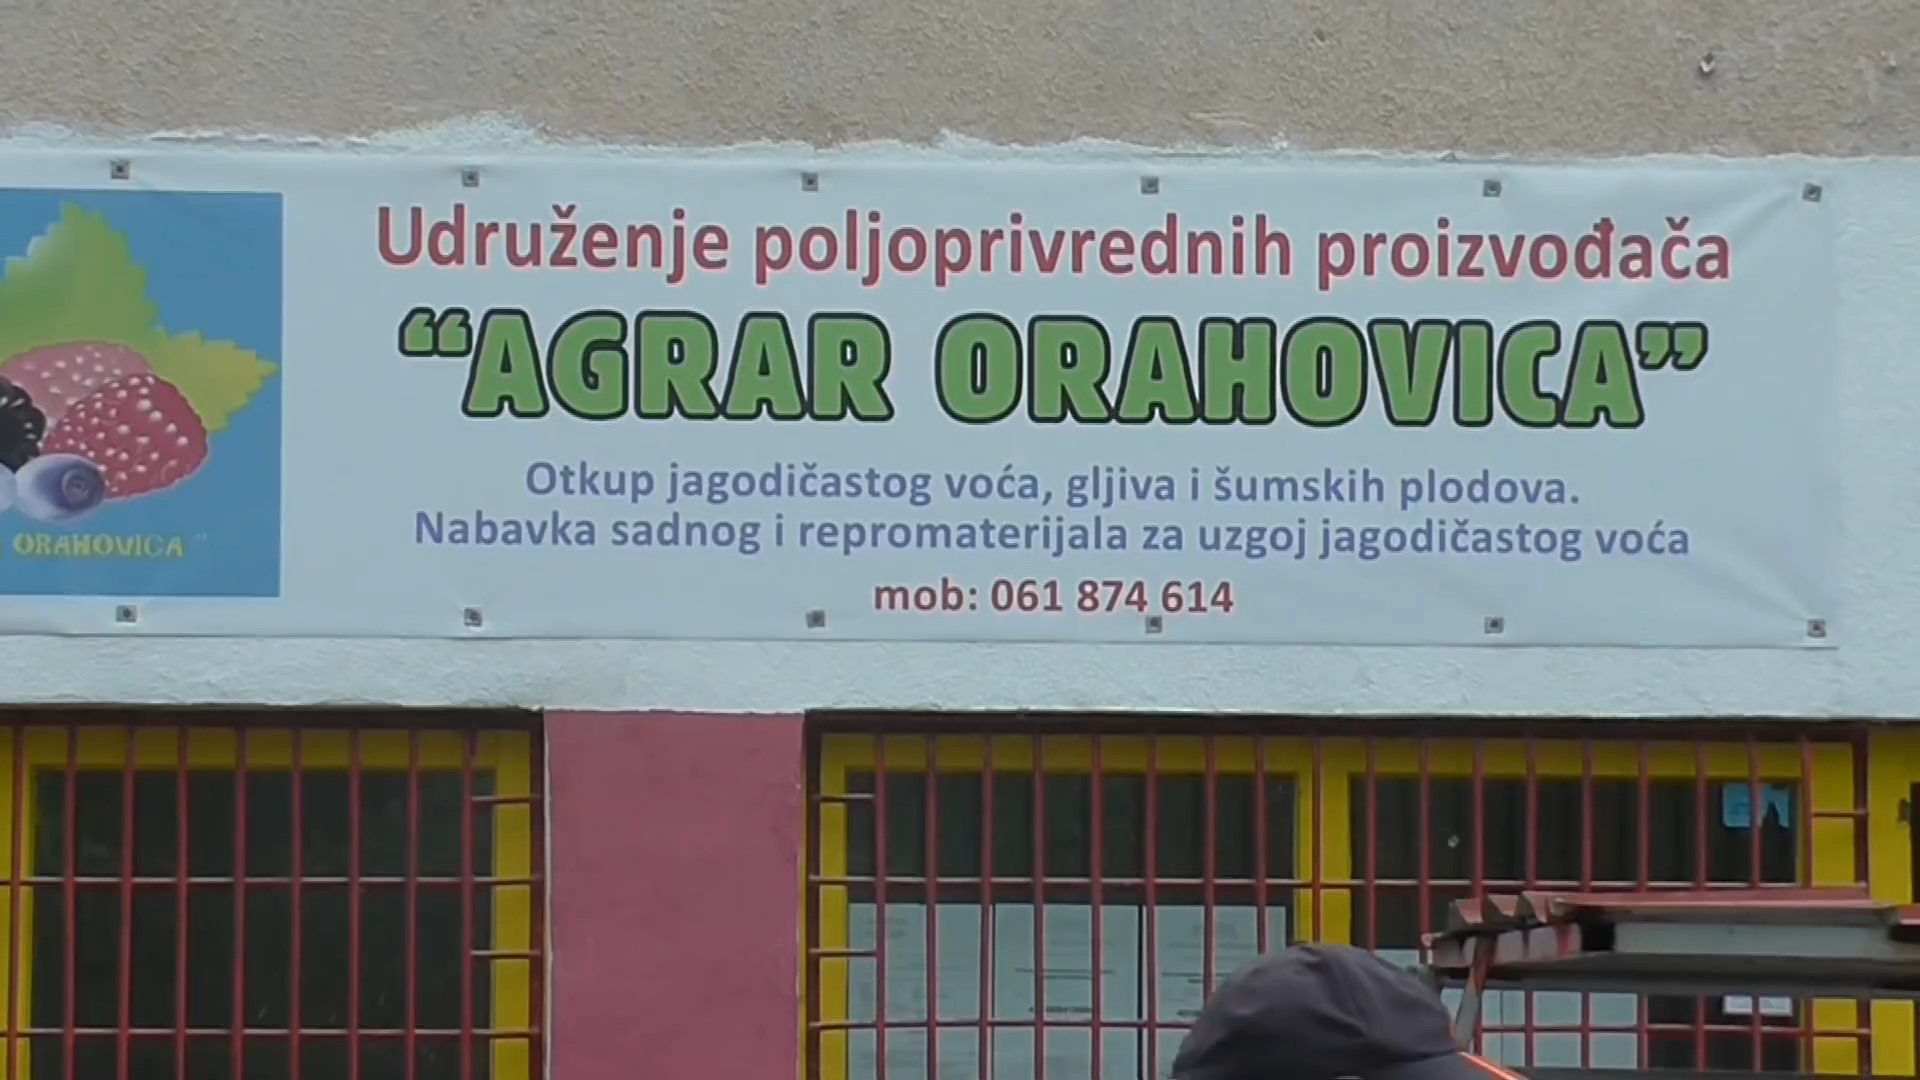 Udruženje poljoprivrednih proizvođača
“AGRAR ORAHOVICA”
Otkup jagodičastog voća, gljiva i šumskih plodova.
Nabavka sadnog i repromaterijala za uzgoj jagodičastog voća
mob: 061 874 614
ORAHOVICA "